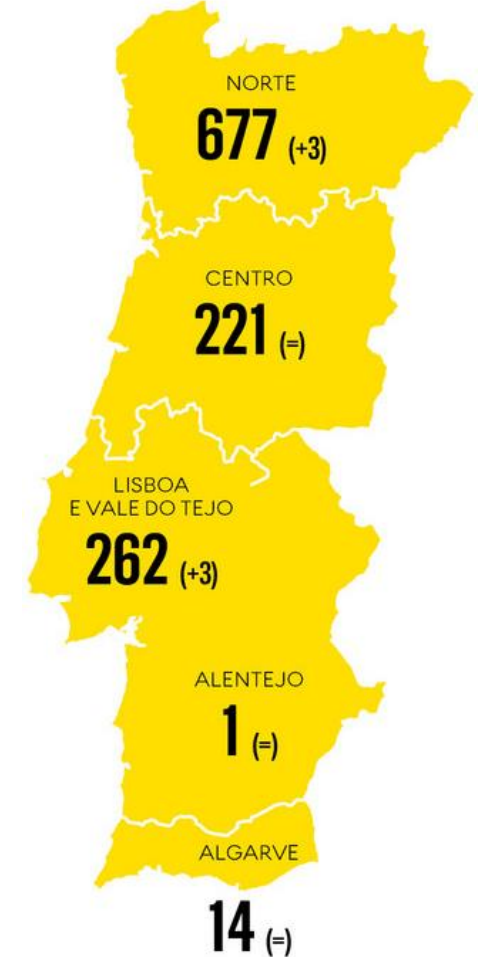 NORTE
677 (+3)
CENTRO
221 (=)
LISBOA
E VALE DO TEJO
262 (+3)
ALENTEJO
1 (=)
ALGARVE
14 (=)